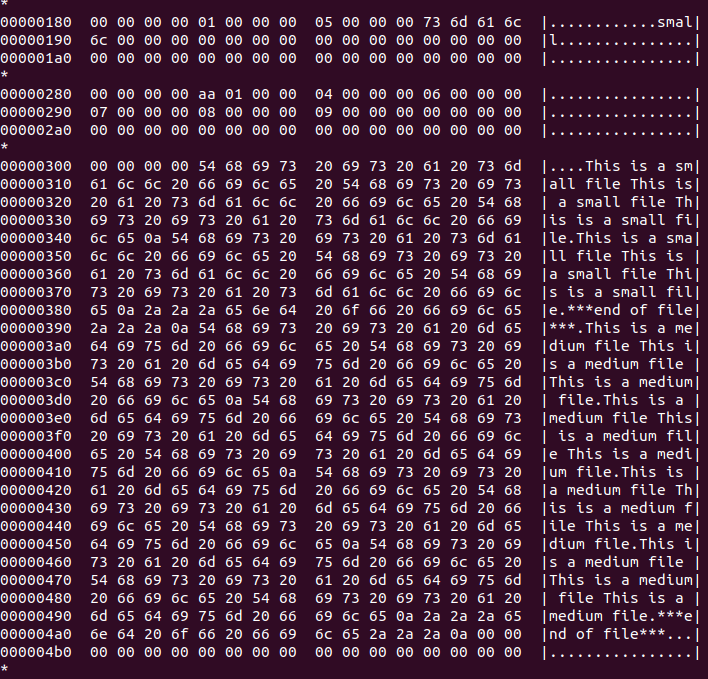 *
00000180  00 00 00 00 01 00 00 00  05 00 00 00 73 6d 61 6c  |............smal|
00000190  6c 00 00 00 00 00 00 00  00 00 00 00 00 00 00 00  |l...............|
000001a0  00 00 00 00 00 00 00 00  00 00 00 00 00 00 00 00  |................|
*
00000280  00 00 00 00 aa 01 00 00  04 00 00 00 06 00 00 00  |................|
00000290  07 00 00 00 08 00 00 00  09 00 00 00 00 00 00 00  |................|
000002a0  00 00 00 00 00 00 00 00  00 00 00 00 00 00 00 00  |................|
*
00000300  00 00 00 00 54 68 69 73  20 69 73 20 61 20 73 6d  |....This is a sm|
00000310  61 6c 6c 20 66 69 6c 65  20 54 68 69 73 20 69 73  |all file This is|
00000320  20 61 20 73 6d 61 6c 6c  20 66 69 6c 65 20 54 68  | a small file Th|
00000330  69 73 20 69 73 20 61 20  73 6d 61 6c 6c 20 66 69  |is is a small fi|
00000340  6c 65 0a 54 68 69 73 20  69 73 20 61 20 73 6d 61  |le.This is a sma|
00000350  6c 6c 20 66 69 6c 65 20  54 68 69 73 20 69 73 20  |ll file This is |
00000360  61 20 73 6d 61 6c 6c 20  66 69 6c 65 20 54 68 69  |a small file Thi|
00000370  73 20 69 73 20 61 20 73  6d 61 6c 6c 20 66 69 6c  |s is a small fil|
00000380  65 0a 2a 2a 2a 65 6e 64  20 6f 66 20 66 69 6c 65  |e.***end of file|
00000390  2a 2a 2a 0a 54 68 69 73  20 69 73 20 61 20 6d 65  |***.This is a me|
000003a0  64 69 75 6d 20 66 69 6c  65 20 54 68 69 73 20 69  |dium file This i|
000003b0  73 20 61 20 6d 65 64 69  75 6d 20 66 69 6c 65 20  |s a medium file |
000003c0  54 68 69 73 20 69 73 20  61 20 6d 65 64 69 75 6d  |This is a medium|
000003d0  20 66 69 6c 65 0a 54 68  69 73 20 69 73 20 61 20  | file.This is a |
000003e0  6d 65 64 69 75 6d 20 66  69 6c 65 20 54 68 69 73  |medium file This|
000003f0  20 69 73 20 61 20 6d 65  64 69 75 6d 20 66 69 6c  | is a medium fil|
00000400  65 20 54 68 69 73 20 69  73 20 61 20 6d 65 64 69  |e This is a medi|
00000410  75 6d 20 66 69 6c 65 0a  54 68 69 73 20 69 73 20  |um file.This is |
00000420  61 20 6d 65 64 69 75 6d  20 66 69 6c 65 20 54 68  |a medium file Th|
00000430  69 73 20 69 73 20 61 20  6d 65 64 69 75 6d 20 66  |is is a medium f|
00000440  69 6c 65 20 54 68 69 73  20 69 73 20 61 20 6d 65  |ile This is a me|
00000450  64 69 75 6d 20 66 69 6c  65 0a 54 68 69 73 20 69  |dium file.This i|
00000460  73 20 61 20 6d 65 64 69  75 6d 20 66 69 6c 65 20  |s a medium file |
00000470  54 68 69 73 20 69 73 20  61 20 6d 65 64 69 75 6d  |This is a medium|
00000480  20 66 69 6c 65 20 54 68  69 73 20 69 73 20 61 20  | file This is a |
00000490  6d 65 64 69 75 6d 20 66  69 6c 65 0a 2a 2a 2a 65  |medium file.***e|
000004a0  6e 64 20 6f 66 20 66 69  6c 65 2a 2a 2a 0a 00 00  |nd of file***...|
000004b0  00 00 00 00 00 00 00 00  00 00 00 00 00 00 00 00  |................|
*